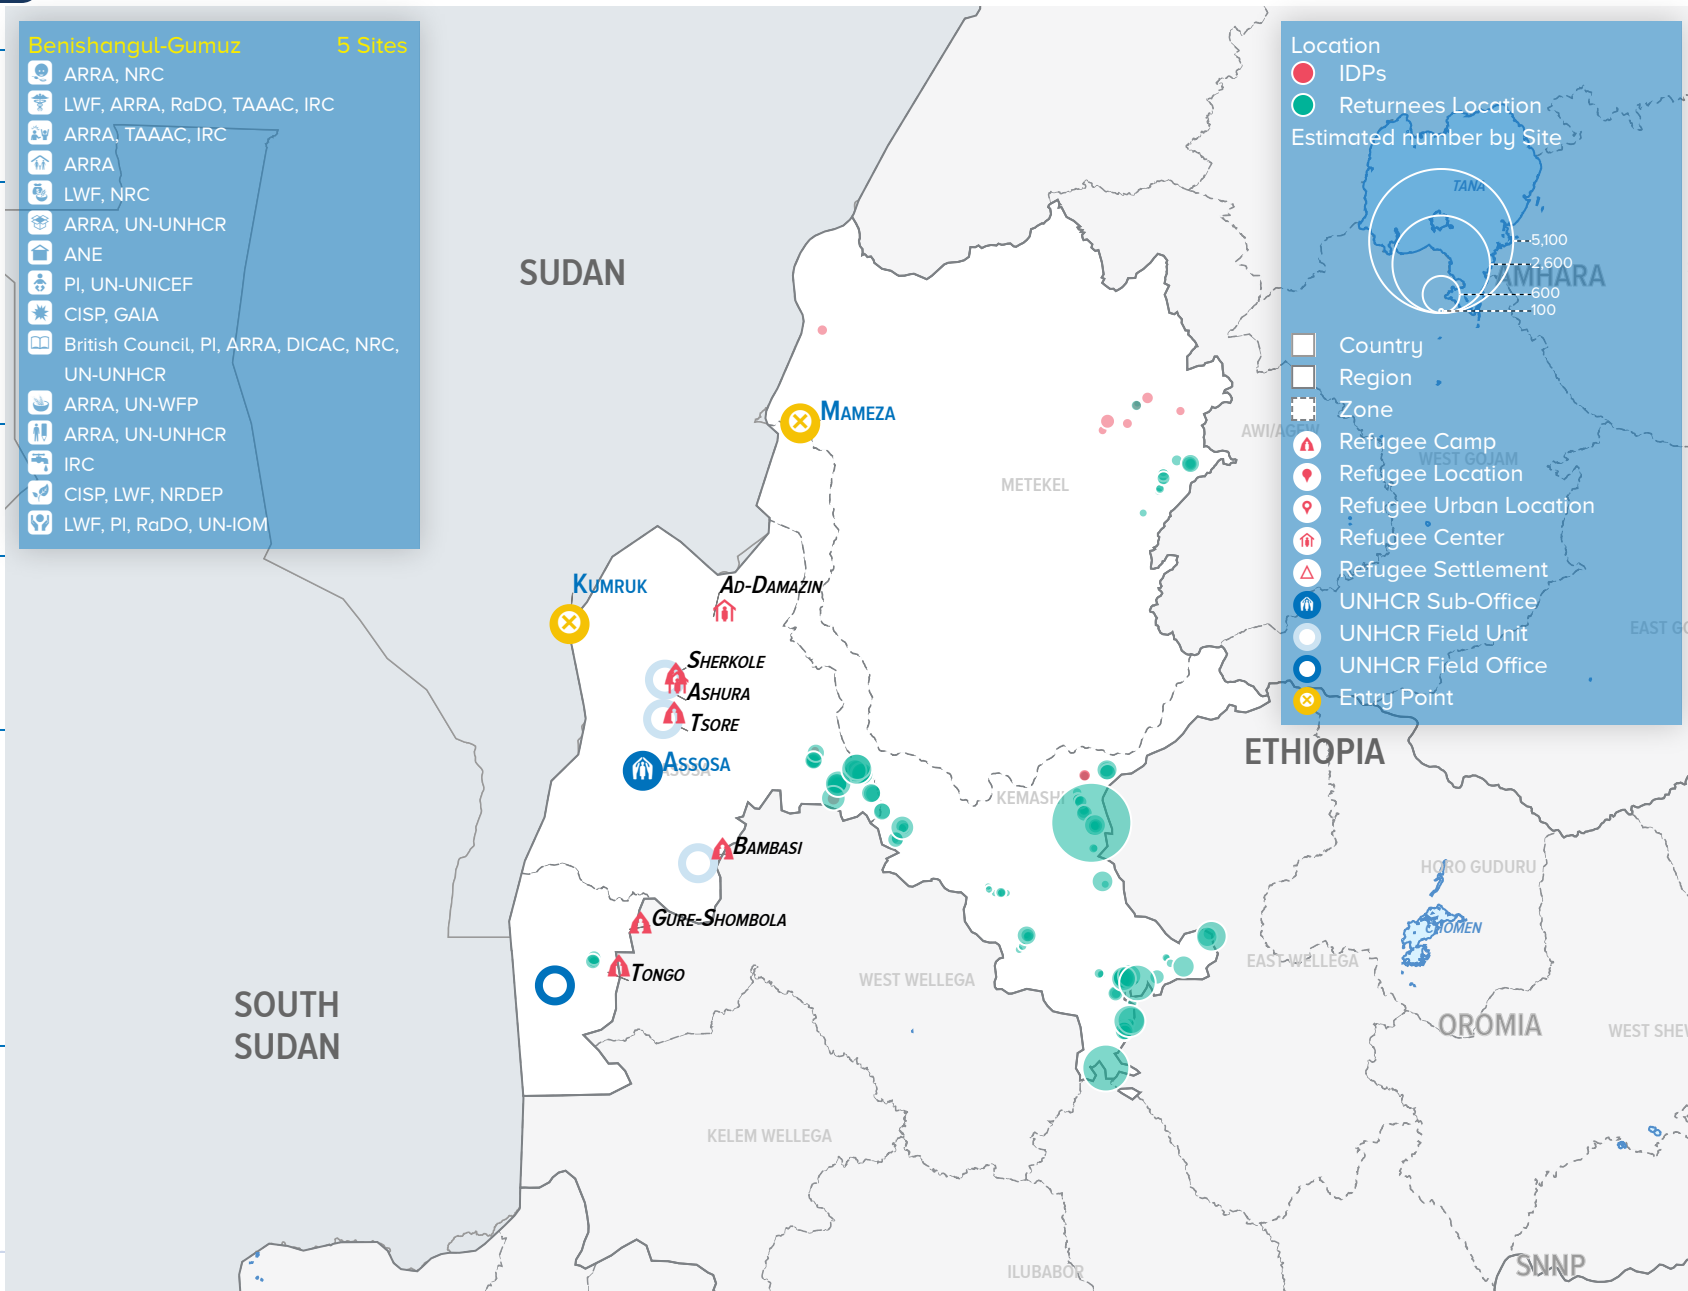 Benishangul-Gumuz 5 Sites
ARRA, NRC
LWF, ARRA, RaDO, TAAAC, IRC
ARRA, TAAAC, IRC
ARRA
LWF, NRC
ARRA, UN-UNHCR
ANE
PI, UN-UNICEF
CISP, GAIA
British Council, PI, ARRA, DICAC, NRC,
UN-UNHCR
ARRA, UN-WFP
ARRA, UN-UNHCR
IRC
CISP, LWF, NRDEP
LWF, PI, RaDO, UN-IOM
Location
IDPs
Returnees Location
Estimated number by Site
TANA
5,100
2,600
600
100
AMHARA
Country
Region
Zone
Refugee Camp
Refugee Location
Refugee Urban Location
Refugee Center
Refugee Settlement
UNHCR Sub-Office
UNHCR Field Unit
UNHCR Field Office
Entry Point
AWI/AGEW
WEST GOJAM
EAST GO
SUDAN
MAMEZA
METEKEL
KUMRUK
AD-DAMAZIN
SHERKOLE
ASHURA
TSORE
ASSOSA
ASOSA
ETHIOPIA
KEMASHI
BAMBASI
HORO GUDURU
GURE-SHOMBOLA
CHOMEN
TONGO
WEST WELLEGA
EAST WELLEGA
SOUTH
SUDAN
OROMIA
WEST SHEW
KELEM WELLEGA
ILUBABOR
SNNP